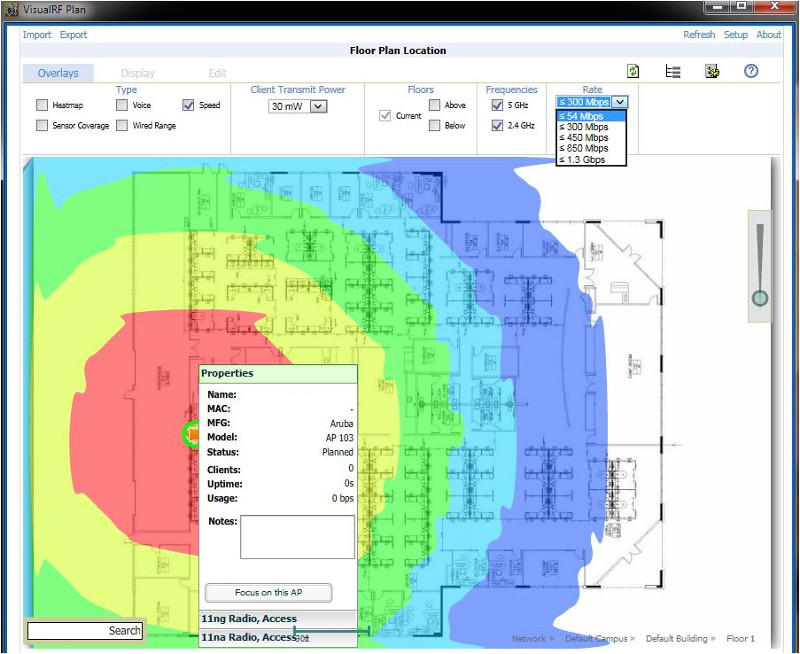 VisualRF Plan
Import Export Refresh Setup About
Floor Plan Location
Overlays Display Edit
Type Client Transmit Power Floors Frequencies Rate
Heatmap Voice Speed 30 mW Current Above 5 GHz ≤ 300 Mbps
Sensor Coverage Wired Range Below 2.4 GHz
≤ 54 Mbps
≤ 300 Mbps
≤ 450 Mbps
≤ 850 Mbps
≤ 1.3 Gbps
Properties
Name:
MAC: -
MFG: Aruba
Model: AP 103
Status: Planned
Clients: 0
Uptime: 0s
Usage: 0 bps
Notes:
Focus on this AP
11ng Radio, Access
11na Radio, Access
Search
Network » Default Campus » Default Building » Floor 1